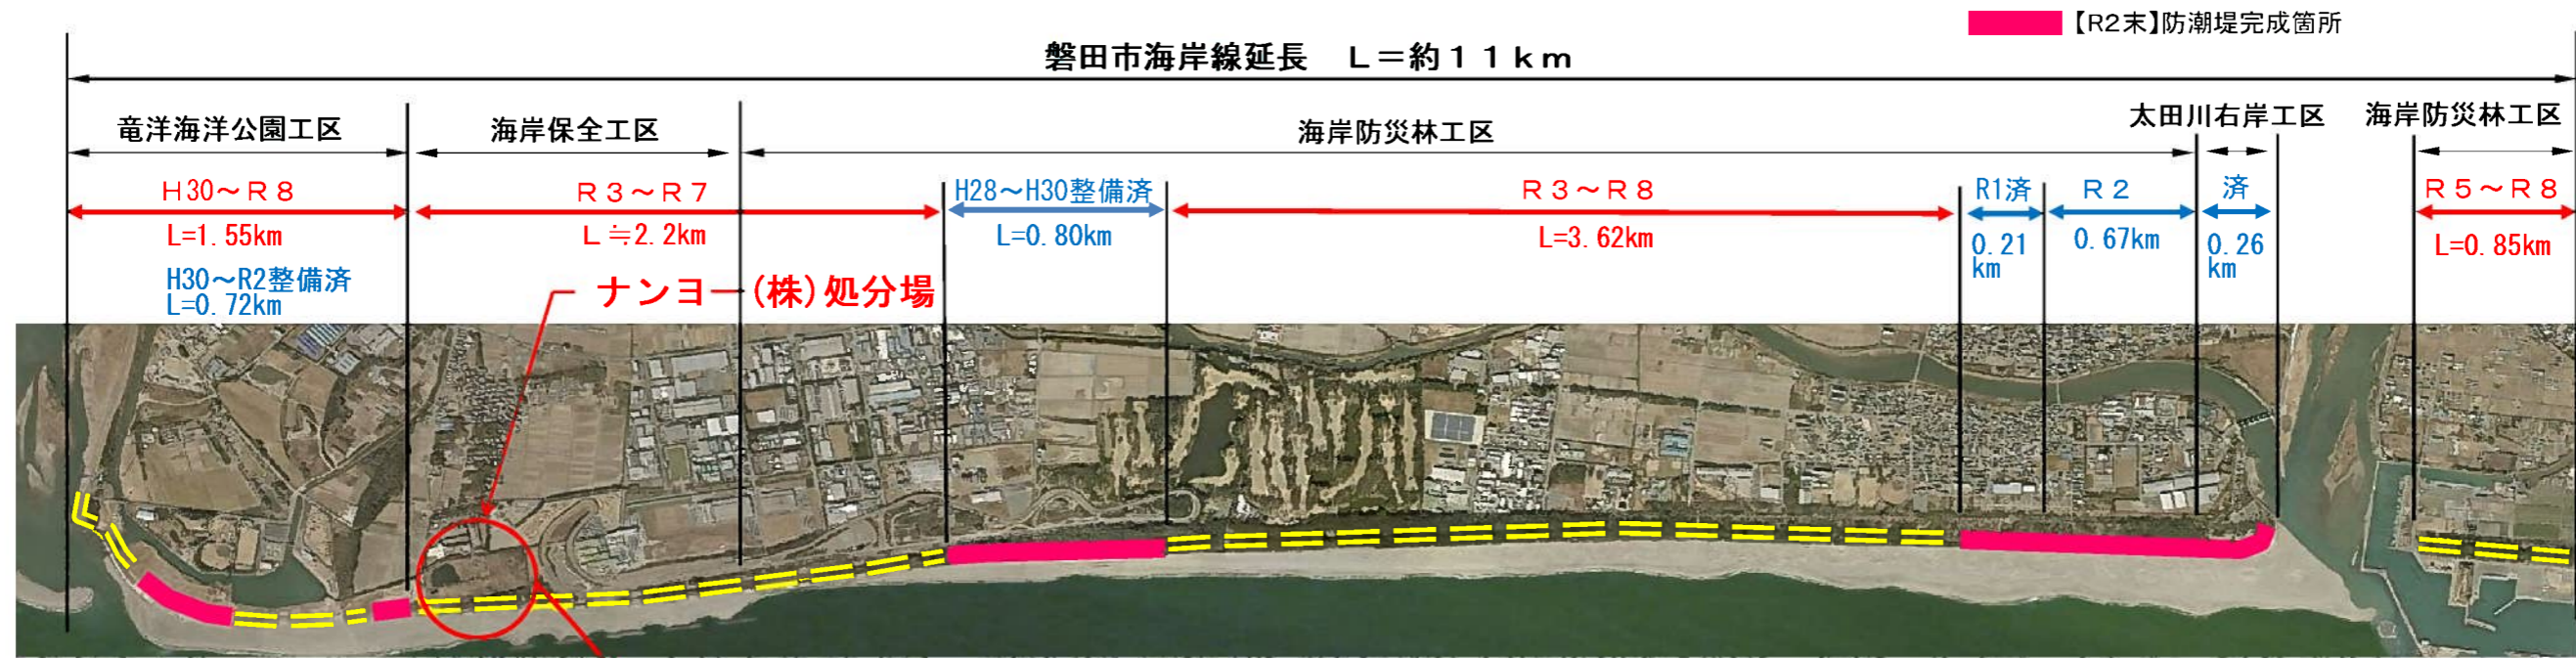 【R2末】防潮堤完成箇所
磐田市海岸線延長　L＝約11km
竜洋海洋公園工区
海岸保全工区
海岸防災林工区
太田川右岸工区
海岸防災林工区
H30～R8
R3～R7
H28～H30整備済
R3～R8
R1済
R2
済
R5～R8
L=1.55km
L≒2.2km
L=0.80km
L=3.62km
0.21
km
0.67km
0.26
km
L=0.85km
H30～R2整備済
L=0.72km
ナンヨー(株)処分場